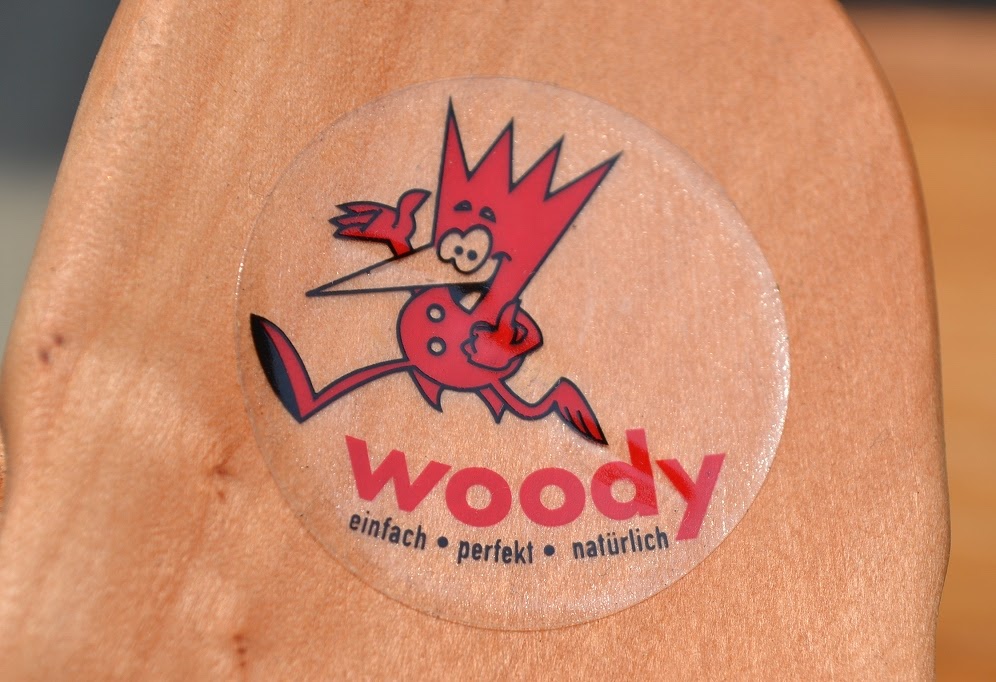 woody
einfach • perfekt • natürlich